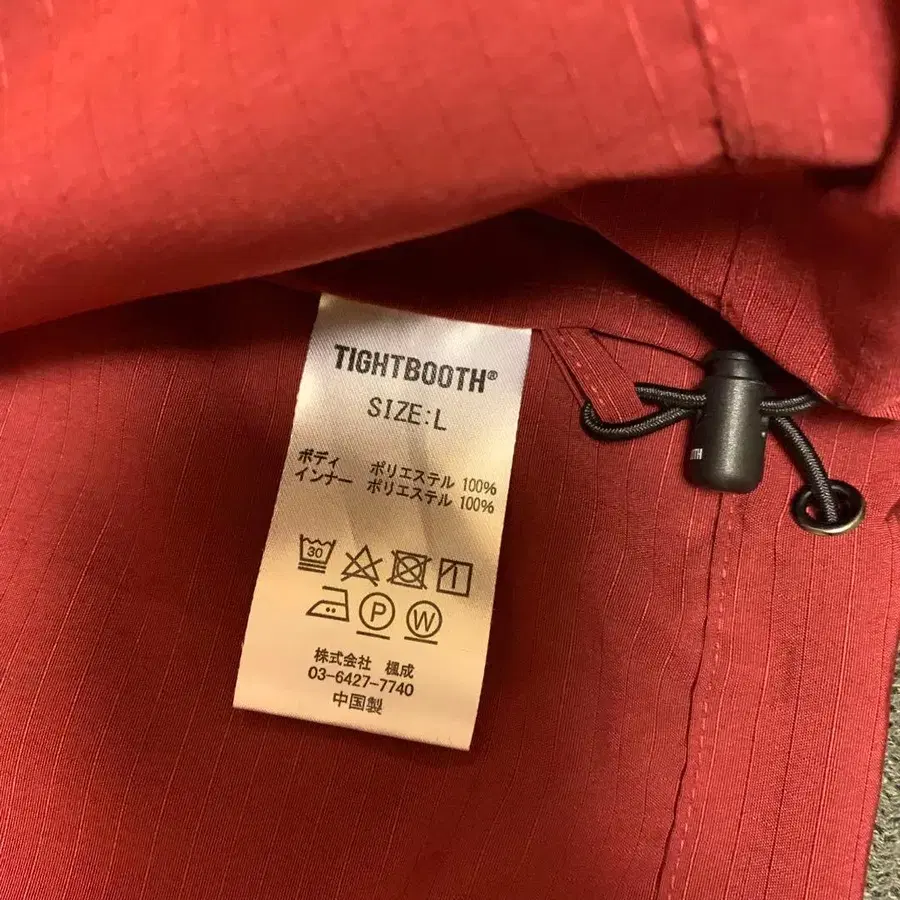 TIGHTBOOTH®
SIZE:L
ボディ ポリエステル 100%
インナー ポリエステル 100%
30
P W
株式会社 楓成
03-6427-7740
中国製
OTH